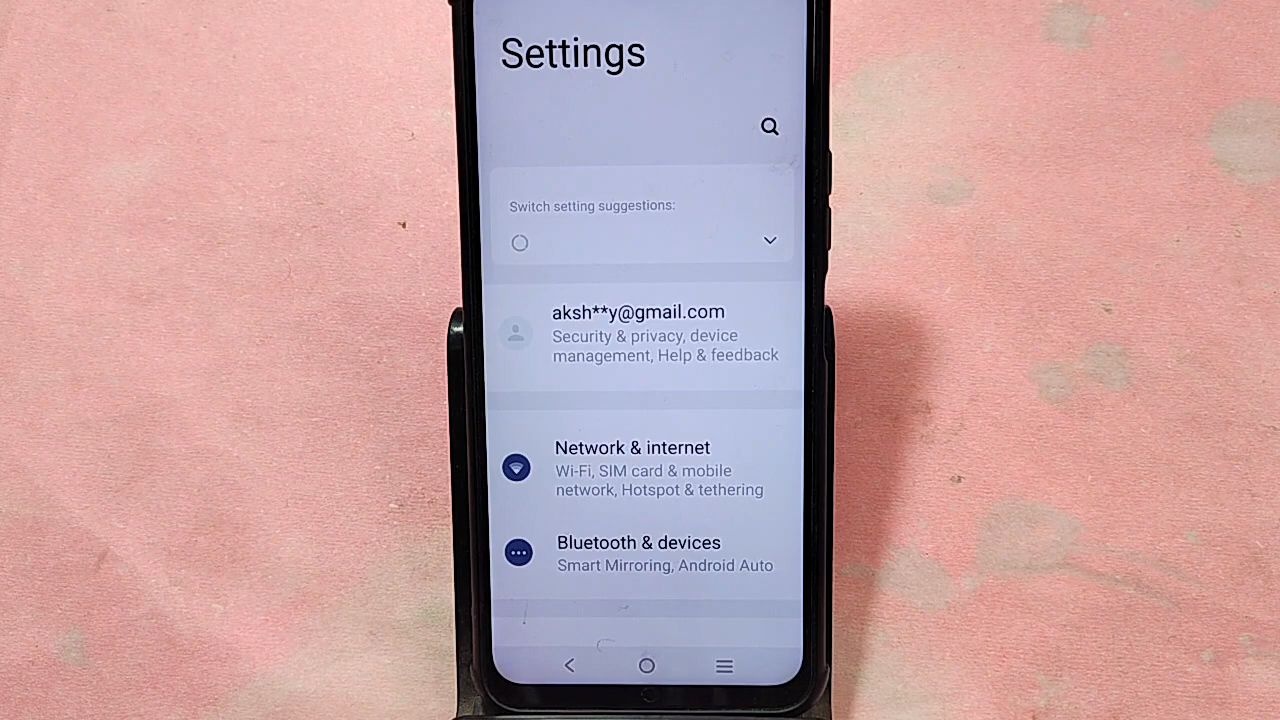 Settings
Switch setting suggestions:
aksh**y@gmail.com
Security & privacy, device
management, Help & feedback
Network & internet
Wi-Fi, SIM card & mobile
network, Hotspot & tethering
Bluetooth & devices
Smart Mirroring, Android Auto